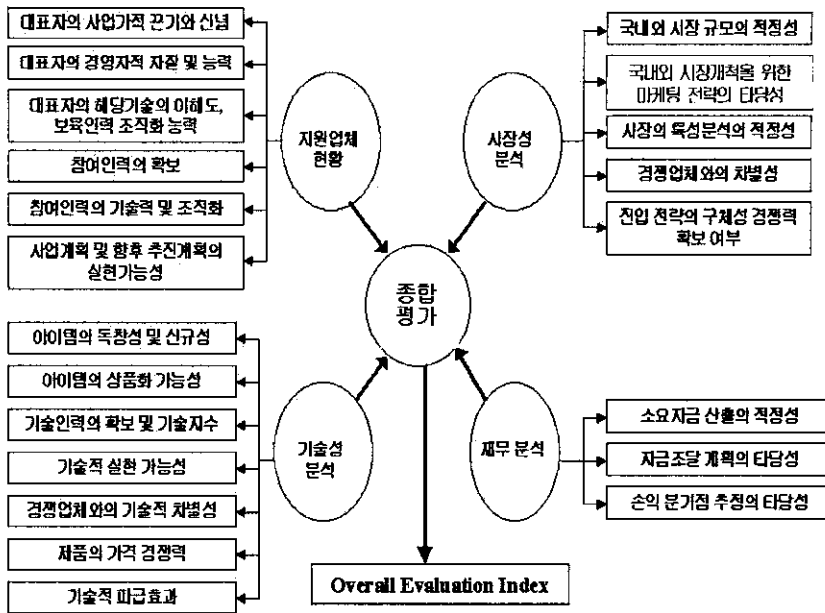 대표자의 사업가적 끈기와 신념
대표자의 경영자적 자질 및 능력
대표자의 해당기술의 이해도,
보육인력 조직화 능력
참여인력의 확보
참여인력의 기술력 및 조직화
사업계획 및 향후 추진계획의
실현가능성
지원업체
현황
시장성
분석
국내외 시장 규모의 적정성
국내외 시장개척을 위한
마케팅 전략의 타당성
시장의 특성분석의 적정성
경쟁업체와의 차별성
진입 전략의 구체성 경쟁력
확보 여부
종합
평가
아이템의 독창성 및 신규성
아이템의 상품화 가능성
기술인력의 확보 및 기술지수
기술적 실현 가능성
경쟁업체와의 기술적 차별성
제품의 가격 경쟁력
기술적 파급효과
기술성
분석
재무 분석
소요자금 산출의 적정성
자금조달 계획의 타당성
손익 분기점 추정의 타당성
Overall Evaluation Index